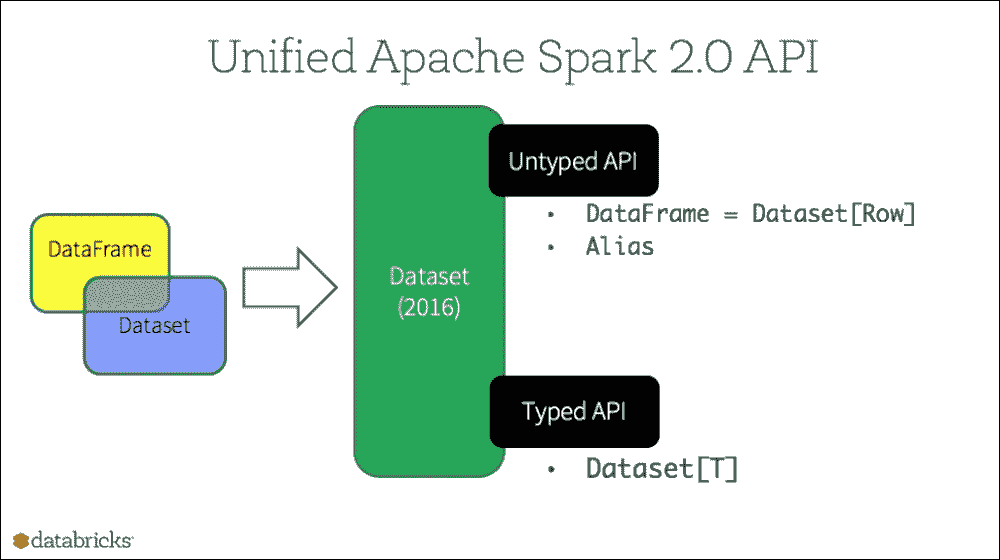 Unified Apache Spark 2.0 API
DataFrame
Dataset
Dataset
(2016)
Untyped API
• DataFrame = Dataset[Row]
• Alias
Typed API
• Dataset[T]
databricks